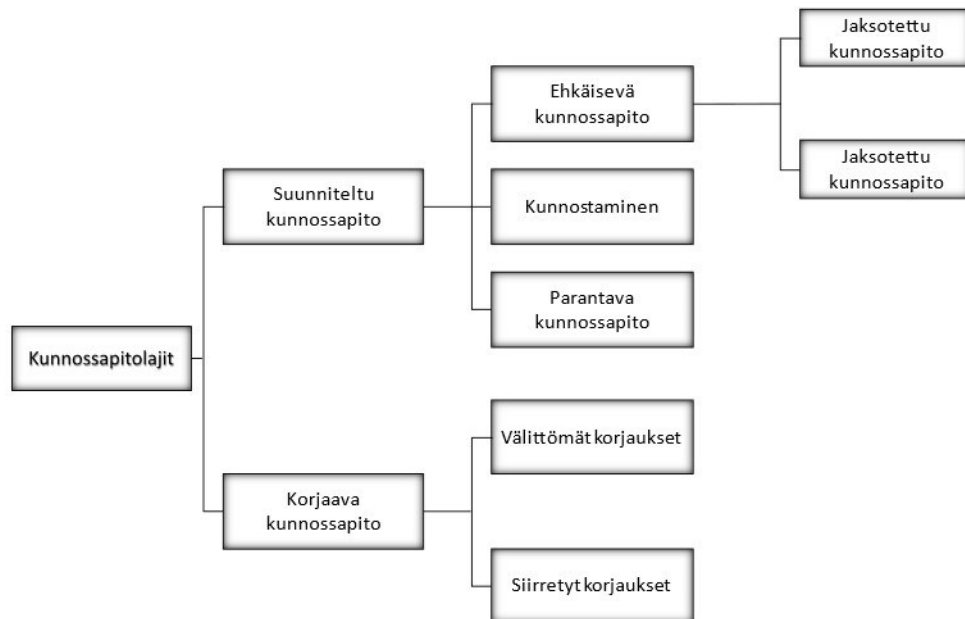 Jaksotettu
kunnossapito
Ehkäisevä
kunnossapito
Jaksotettu
kunnossapito
Suunniteltu
kunnossapito
Kunnostaminen
Parantava
kunnossapito
Kunnossapitolajit
Välittömät korjaukset
Korjaava
kunnossapito
Siirretyt korjaukset